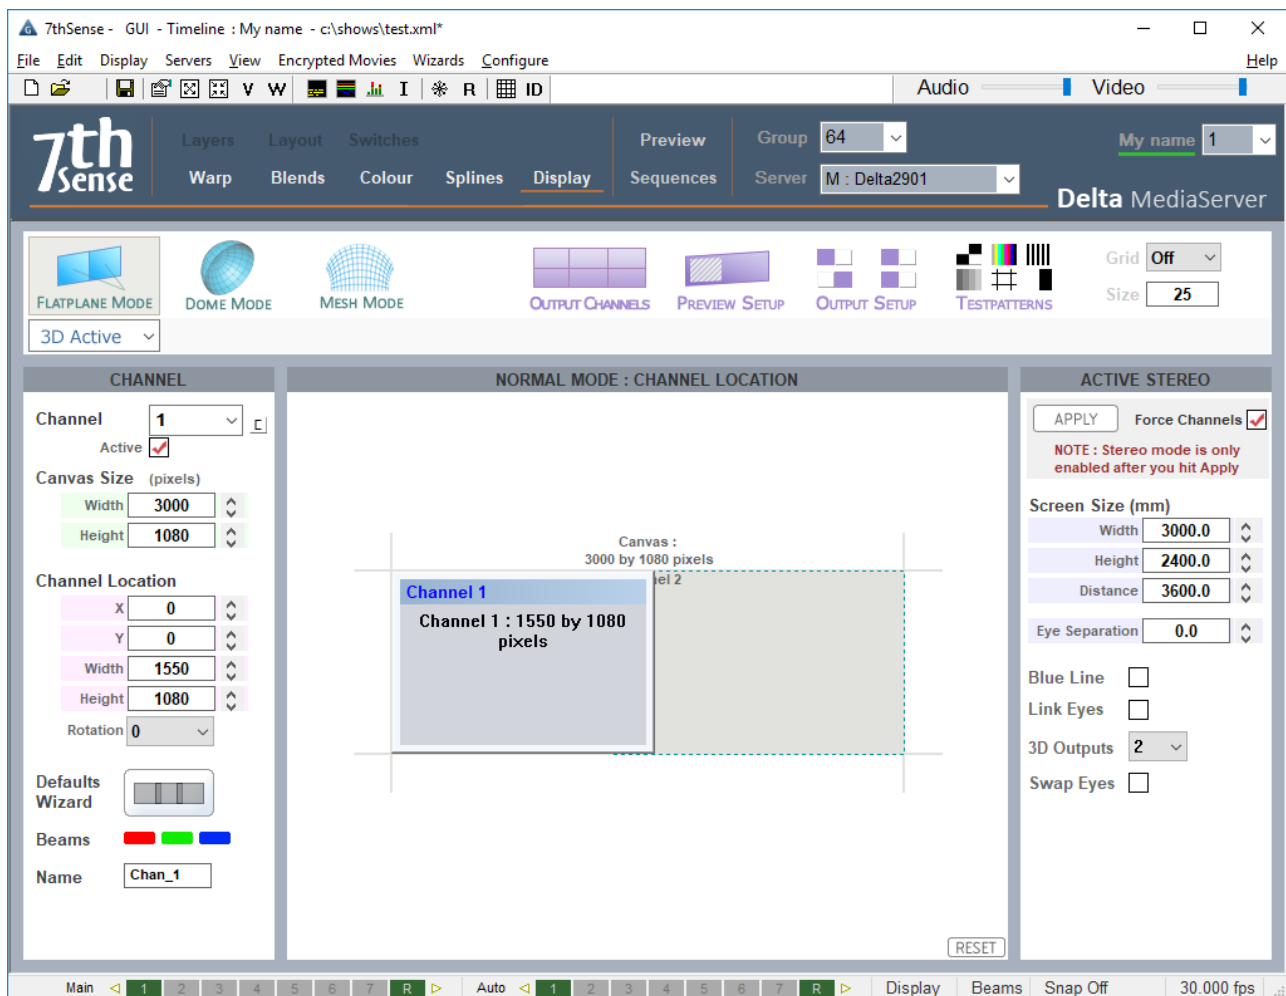 7thSense - GUI - Timeline : My name - c:\shows\test.xml*
File Edit Display Servers View Encrypted Movies Wizards Configure Help
V W I R ID Audio Video
7th Sense
Layers Layout Switches Preview Group 64 My name 1
Warp Blends Colour Splines Display Sequences Server M : Delta2901
Delta MediaServer
FLATPLANE MODE DOME MODE MESH MODE OUTPUT CHANNELS PREVIEW SETUP OUTPUT SETUP TESTPATTERNS
Grid Off
Size 25
3D Active
CHANNEL
Channel 1
Active
Canvas Size (pixels)
Width 3000
Height 1080
Channel Location
X 0
Y 0
Width 1550
Height 1080
Rotation 0
Defaults
Wizard
Beams
Name Chan_1
NORMAL MODE : CHANNEL LOCATION
Canvas :
3000 by 1080 pixels
nel 2
Channel 1
Channel 1 : 1550 by 1080
pixels
RESET
ACTIVE STEREO
APPLY Force Channels
NOTE : Stereo mode is only
enabled after you hit Apply
Screen Size (mm)
Width 3000.0
Height 2400.0
Distance 3600.0
Eye Separation 0.0
Blue Line
Link Eyes
3D Outputs 2
Swap Eyes
Main 1 2 3 4 5 6 7 R Auto 1 2 3 4 5 6 7 R Display Beams Snap Off 30.000 fps